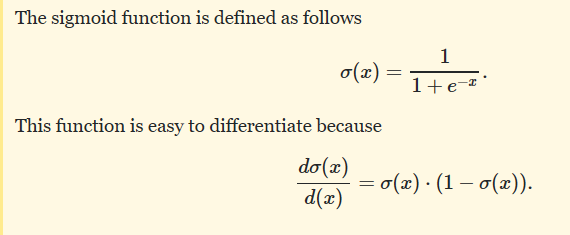 The sigmoid function is defined as follows
σ(x) = 1 / (1 + e^{−x}).
This function is easy to differentiate because
dσ(x) / d(x) = σ(x) · (1 − σ(x)).